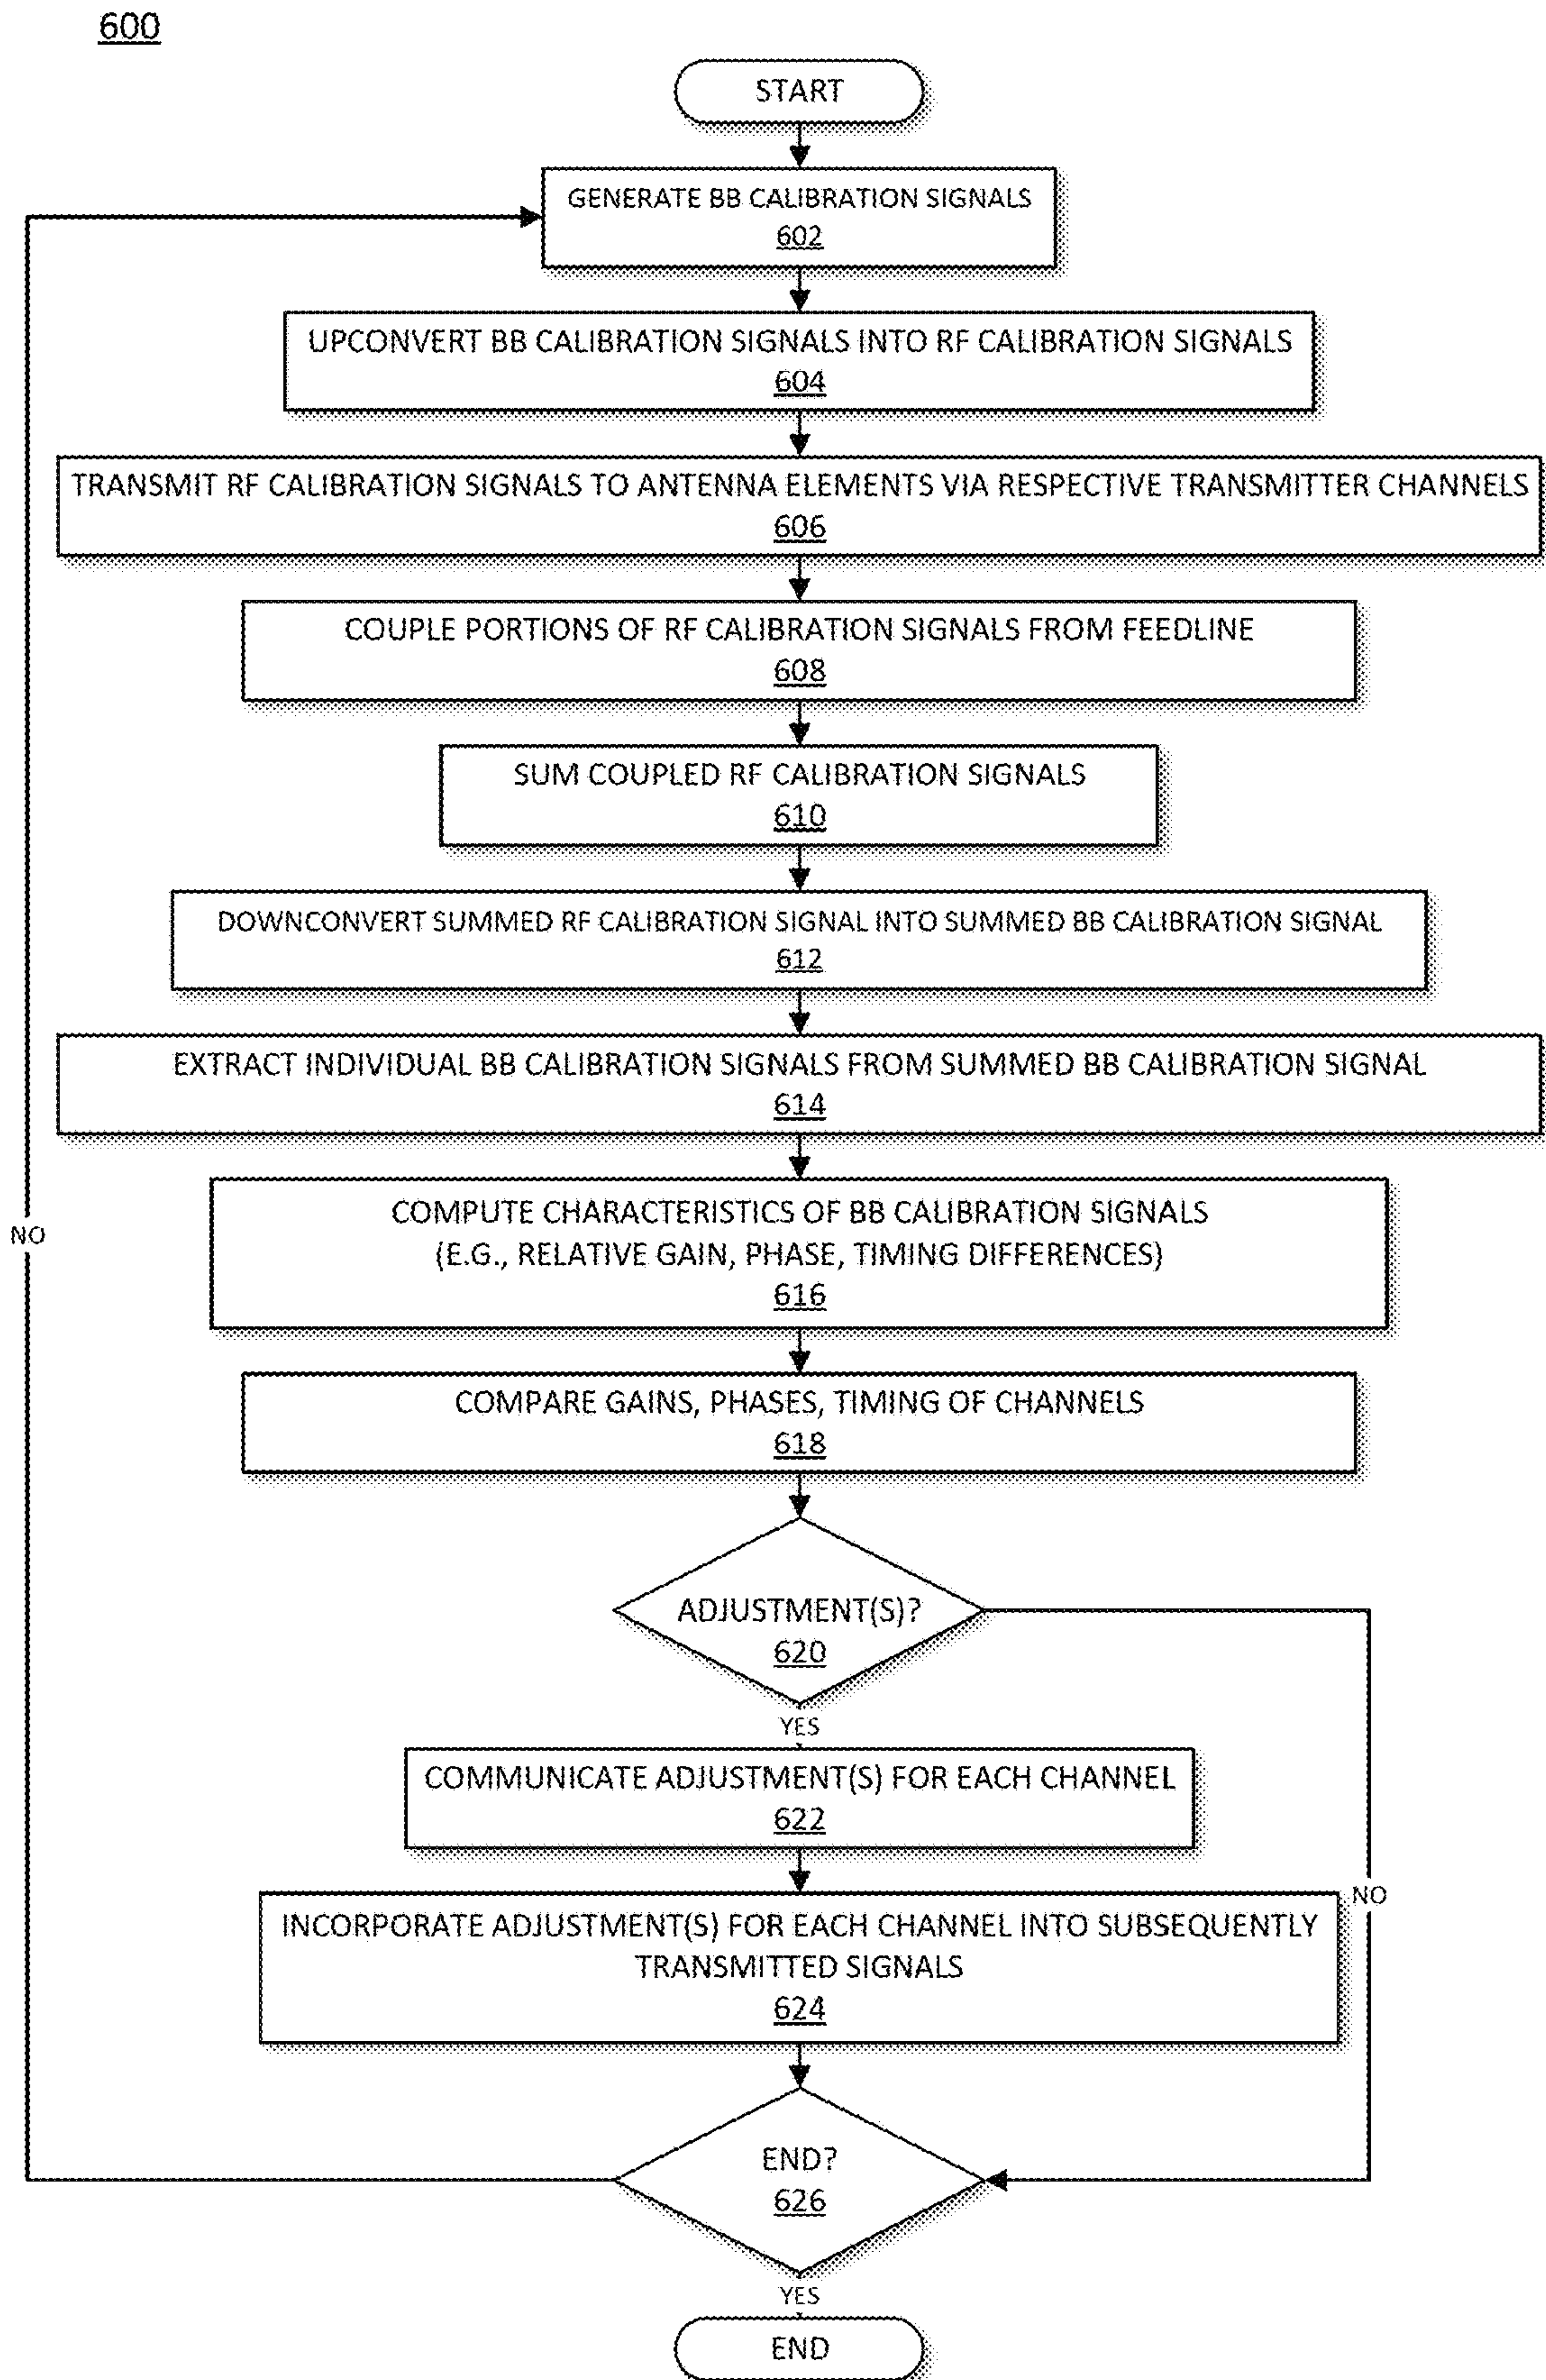 600
START
GENERATE BB CALIBRATION SIGNALS
602
UPCONVERT BB CALIBRATION SIGNALS INTO RF CALIBRATION SIGNALS
604
TRANSMIT RF CALIBRATION SIGNALS TO ANTENNA ELEMENTS VIA RESPECTIVE TRANSMITTER CHANNELS
606
COUPLE PORTIONS OF RF CALIBRATION SIGNALS FROM FEEDLINE
608
SUM COUPLED RF CALIBRATION SIGNALS
610
DOWNCONVERT SUMMED RF CALIBRATION SIGNAL INTO SUMMED BB CALIBRATION SIGNAL
612
EXTRACT INDIVIDUAL BB CALIBRATION SIGNALS FROM SUMMED BB CALIBRATION SIGNAL
614
COMPUTE CHARACTERISTICS OF BB CALIBRATION SIGNALS
(E.G., RELATIVE GAIN, PHASE, TIMING DIFFERENCES)
616
NO
COMPARE GAINS, PHASES, TIMING OF CHANNELS
618
ADJUSTMENT(S)?
620
YES
COMMUNICATE ADJUSTMENT(S) FOR EACH CHANNEL
622
NO
INCORPORATE ADJUSTMENT(S) FOR EACH CHANNEL INTO SUBSEQUENTLY
TRANSMITTED SIGNALS
624
END?
626
YES
END